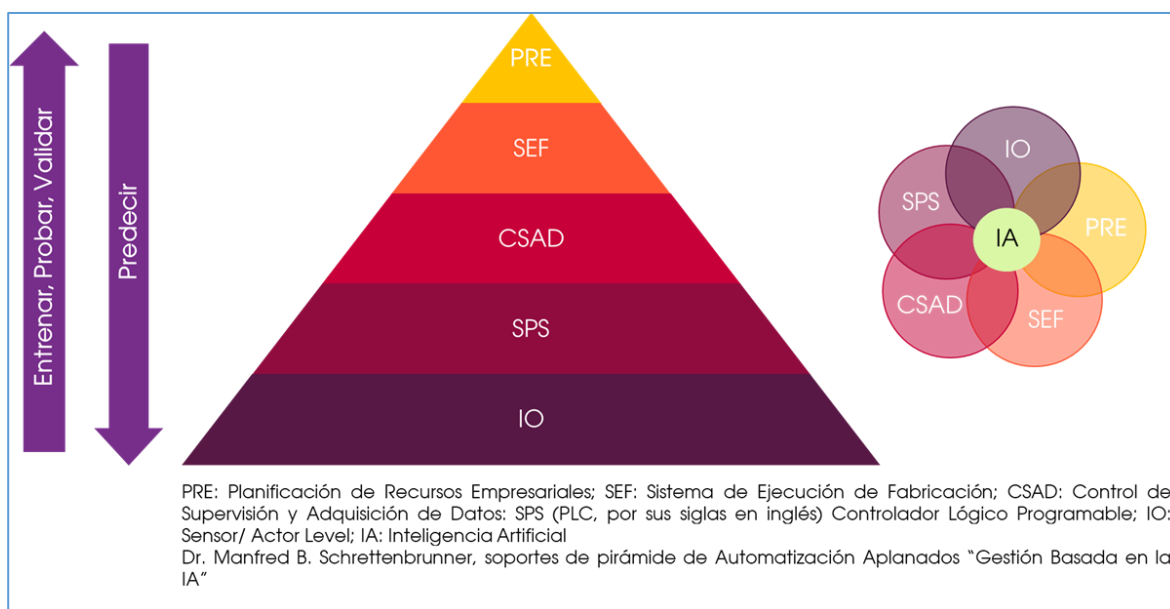 Entrenar, Probar, Validar
Predecir
PRE
SEF
CSAD
SPS
IO
IO
SPS
PRE
IA
CSAD
SEF
PRE: Planificación de Recursos Empresariales; SEF: Sistema de Ejecución de Fabricación; CSAD: Control de
Supervisión y Adquisición de Datos: SPS (PLC, por sus siglas en inglés) Controlador Lógico Programable; IO:
Sensor/ Actor Level; IA: Inteligencia Artificial
Dr. Manfred B. Schrettenbrunner, soportes de pirámide de Automatización Aplanados “Gestión Basada en la
IA”